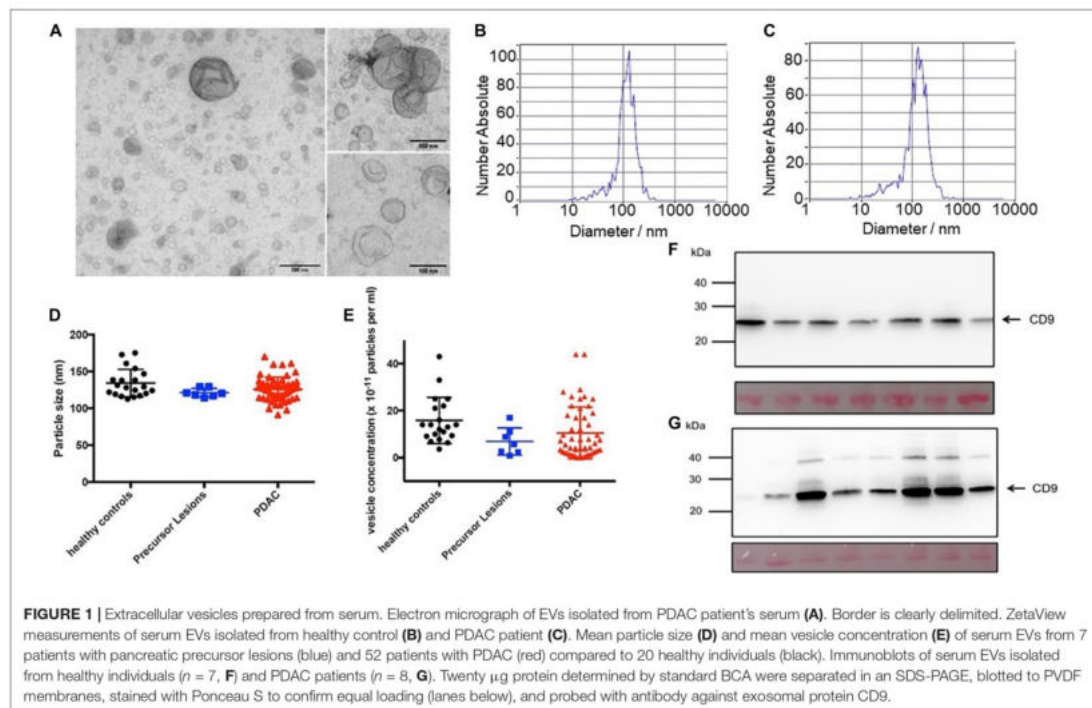 A
B
C
Number Absolute
100
80
60
40
20
0
1
10
100
1000
10000
Diameter / nm
Number Absolute
80
60
40
20
0
1
10
100
1000
10000
Diameter / nm
D
Particle size (nm)
200
150
100
50
0
healthy controls
Precursor Lesions
PDAC
E
vesicle concentration (x 10⁻¹¹ particles per ml)
40
20
0
healthy controls
Precursor Lesions
PDAC
F
kDa
40
30
20
← CD9
G
40
30
20
← CD9
FIGURE 1 | Extracellular vesicles prepared from serum. Electron micrograph of EVs isolated from PDAC patient's serum (A). Border is clearly delimited. ZetaView
measurements of serum EVs isolated from healthy control (B) and PDAC patient (C). Mean particle size (D) and mean vesicle concentration (E) of serum EVs from 7
patients with pancreatic precursor lesions (blue) and 52 patients with PDAC (red) compared to 20 healthy individuals (black). Immunoblots of serum EVs isolated
from healthy individuals (n = 7, F) and PDAC patients (n = 8, G). Twenty μg protein determined by standard BCA were separated in an SDS-PAGE, blotted to PVDF
membranes, stained with Ponceau S to confirm equal loading (lanes below), and probed with antibody against exosomal protein CD9.